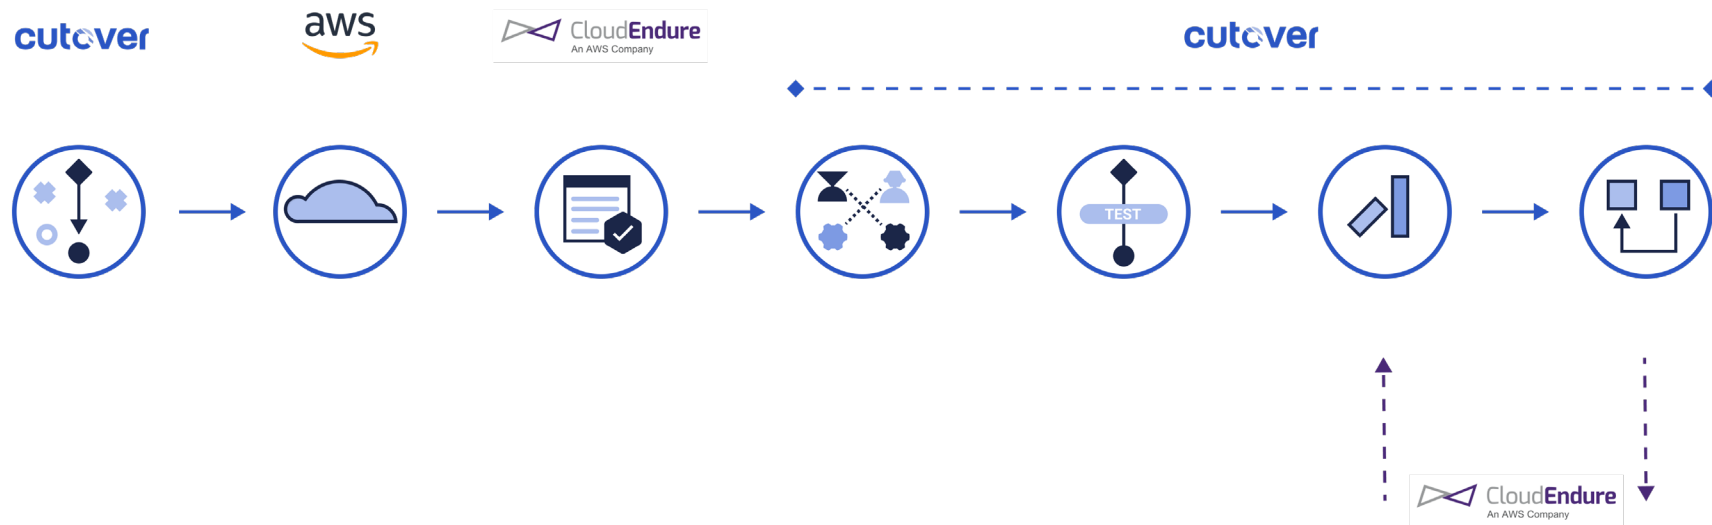 cutover
aws
CloudEndure
An AWS Company
cutover
TEST
CloudEndure
An AWS Company